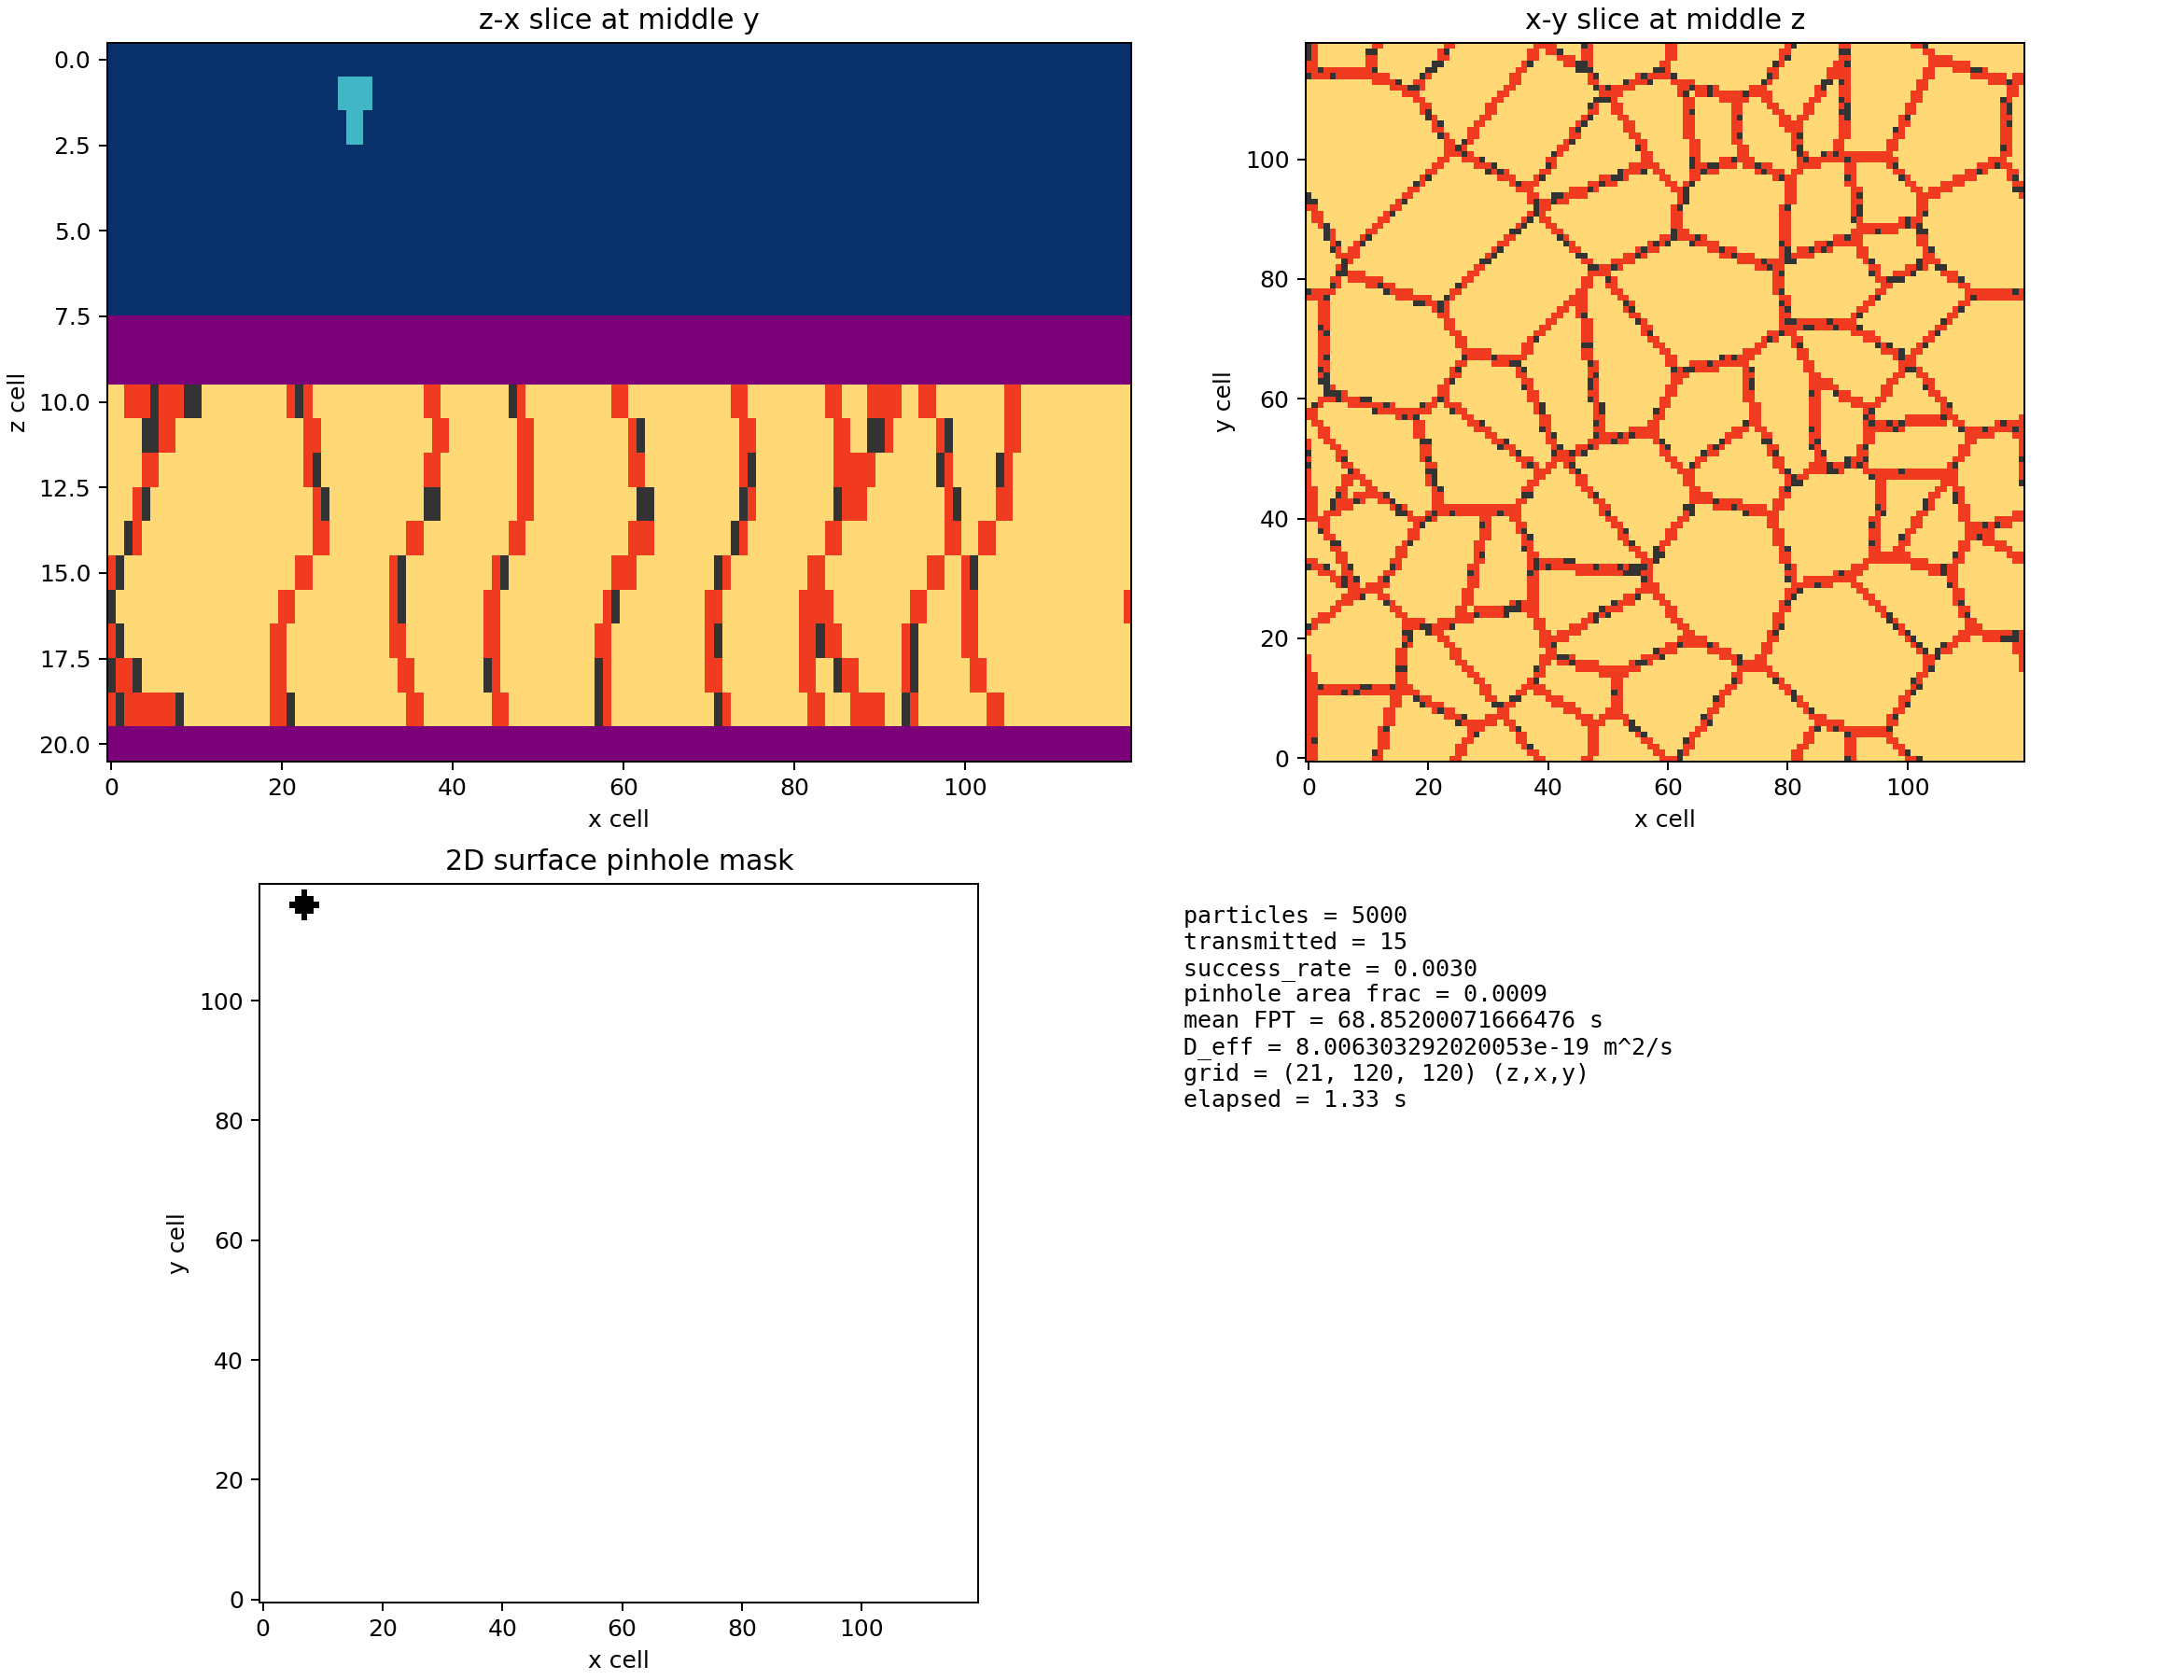 z-x slice at middle y
0.0
2.5
5.0
7.5
10.0
12.5
15.0
17.5
20.0
z cell
0 20 40 60 80 100
x cell
x-y slice at middle z
100
80
60
40
20
0
y cell
0 20 40 60 80 100
x cell
2D surface pinhole mask
100
80
60
40
20
0
y cell
0 20 40 60 80 100
x cell
particles = 5000
transmitted = 15
success_rate = 0.0030
pinhole_area frac = 0.0009
mean FPT = 68.85200071666476 s
D_eff = 8.006303292020053e-19 m^2/s
grid = (21, 120, 120) (z,x,y)
elapsed = 1.33 s